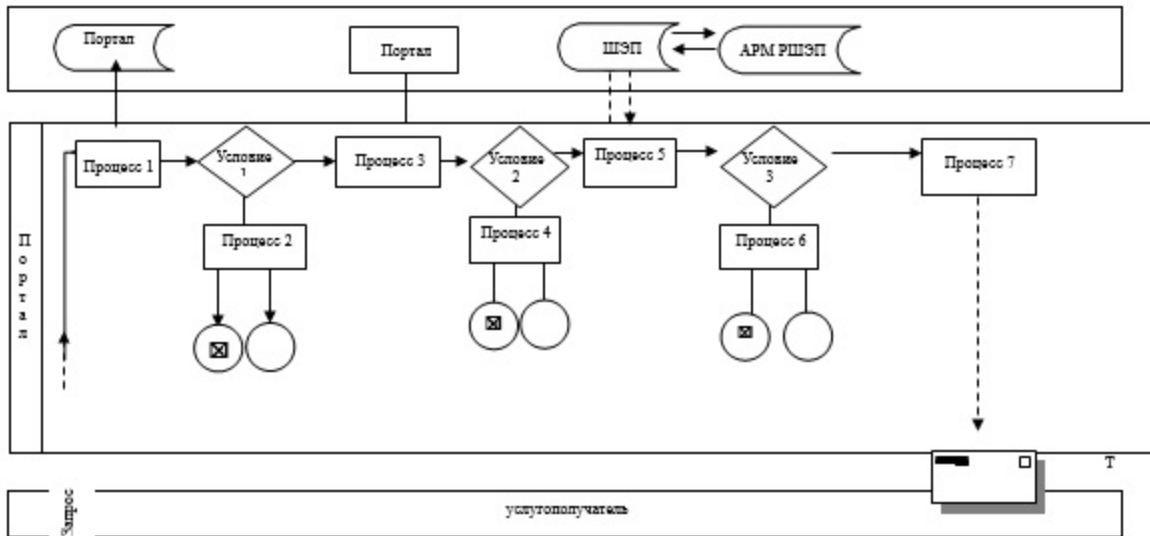 Портал
Портал
ШЭП
АРМ РШЭП
Процесс 1
Условие
1
Процесс 3
Условие
2
Процесс 5
Условие
3
Процесс 7
Портал
Процесс 2
Процесс 4
Процесс 6
Т
Запрос
услугополучатель